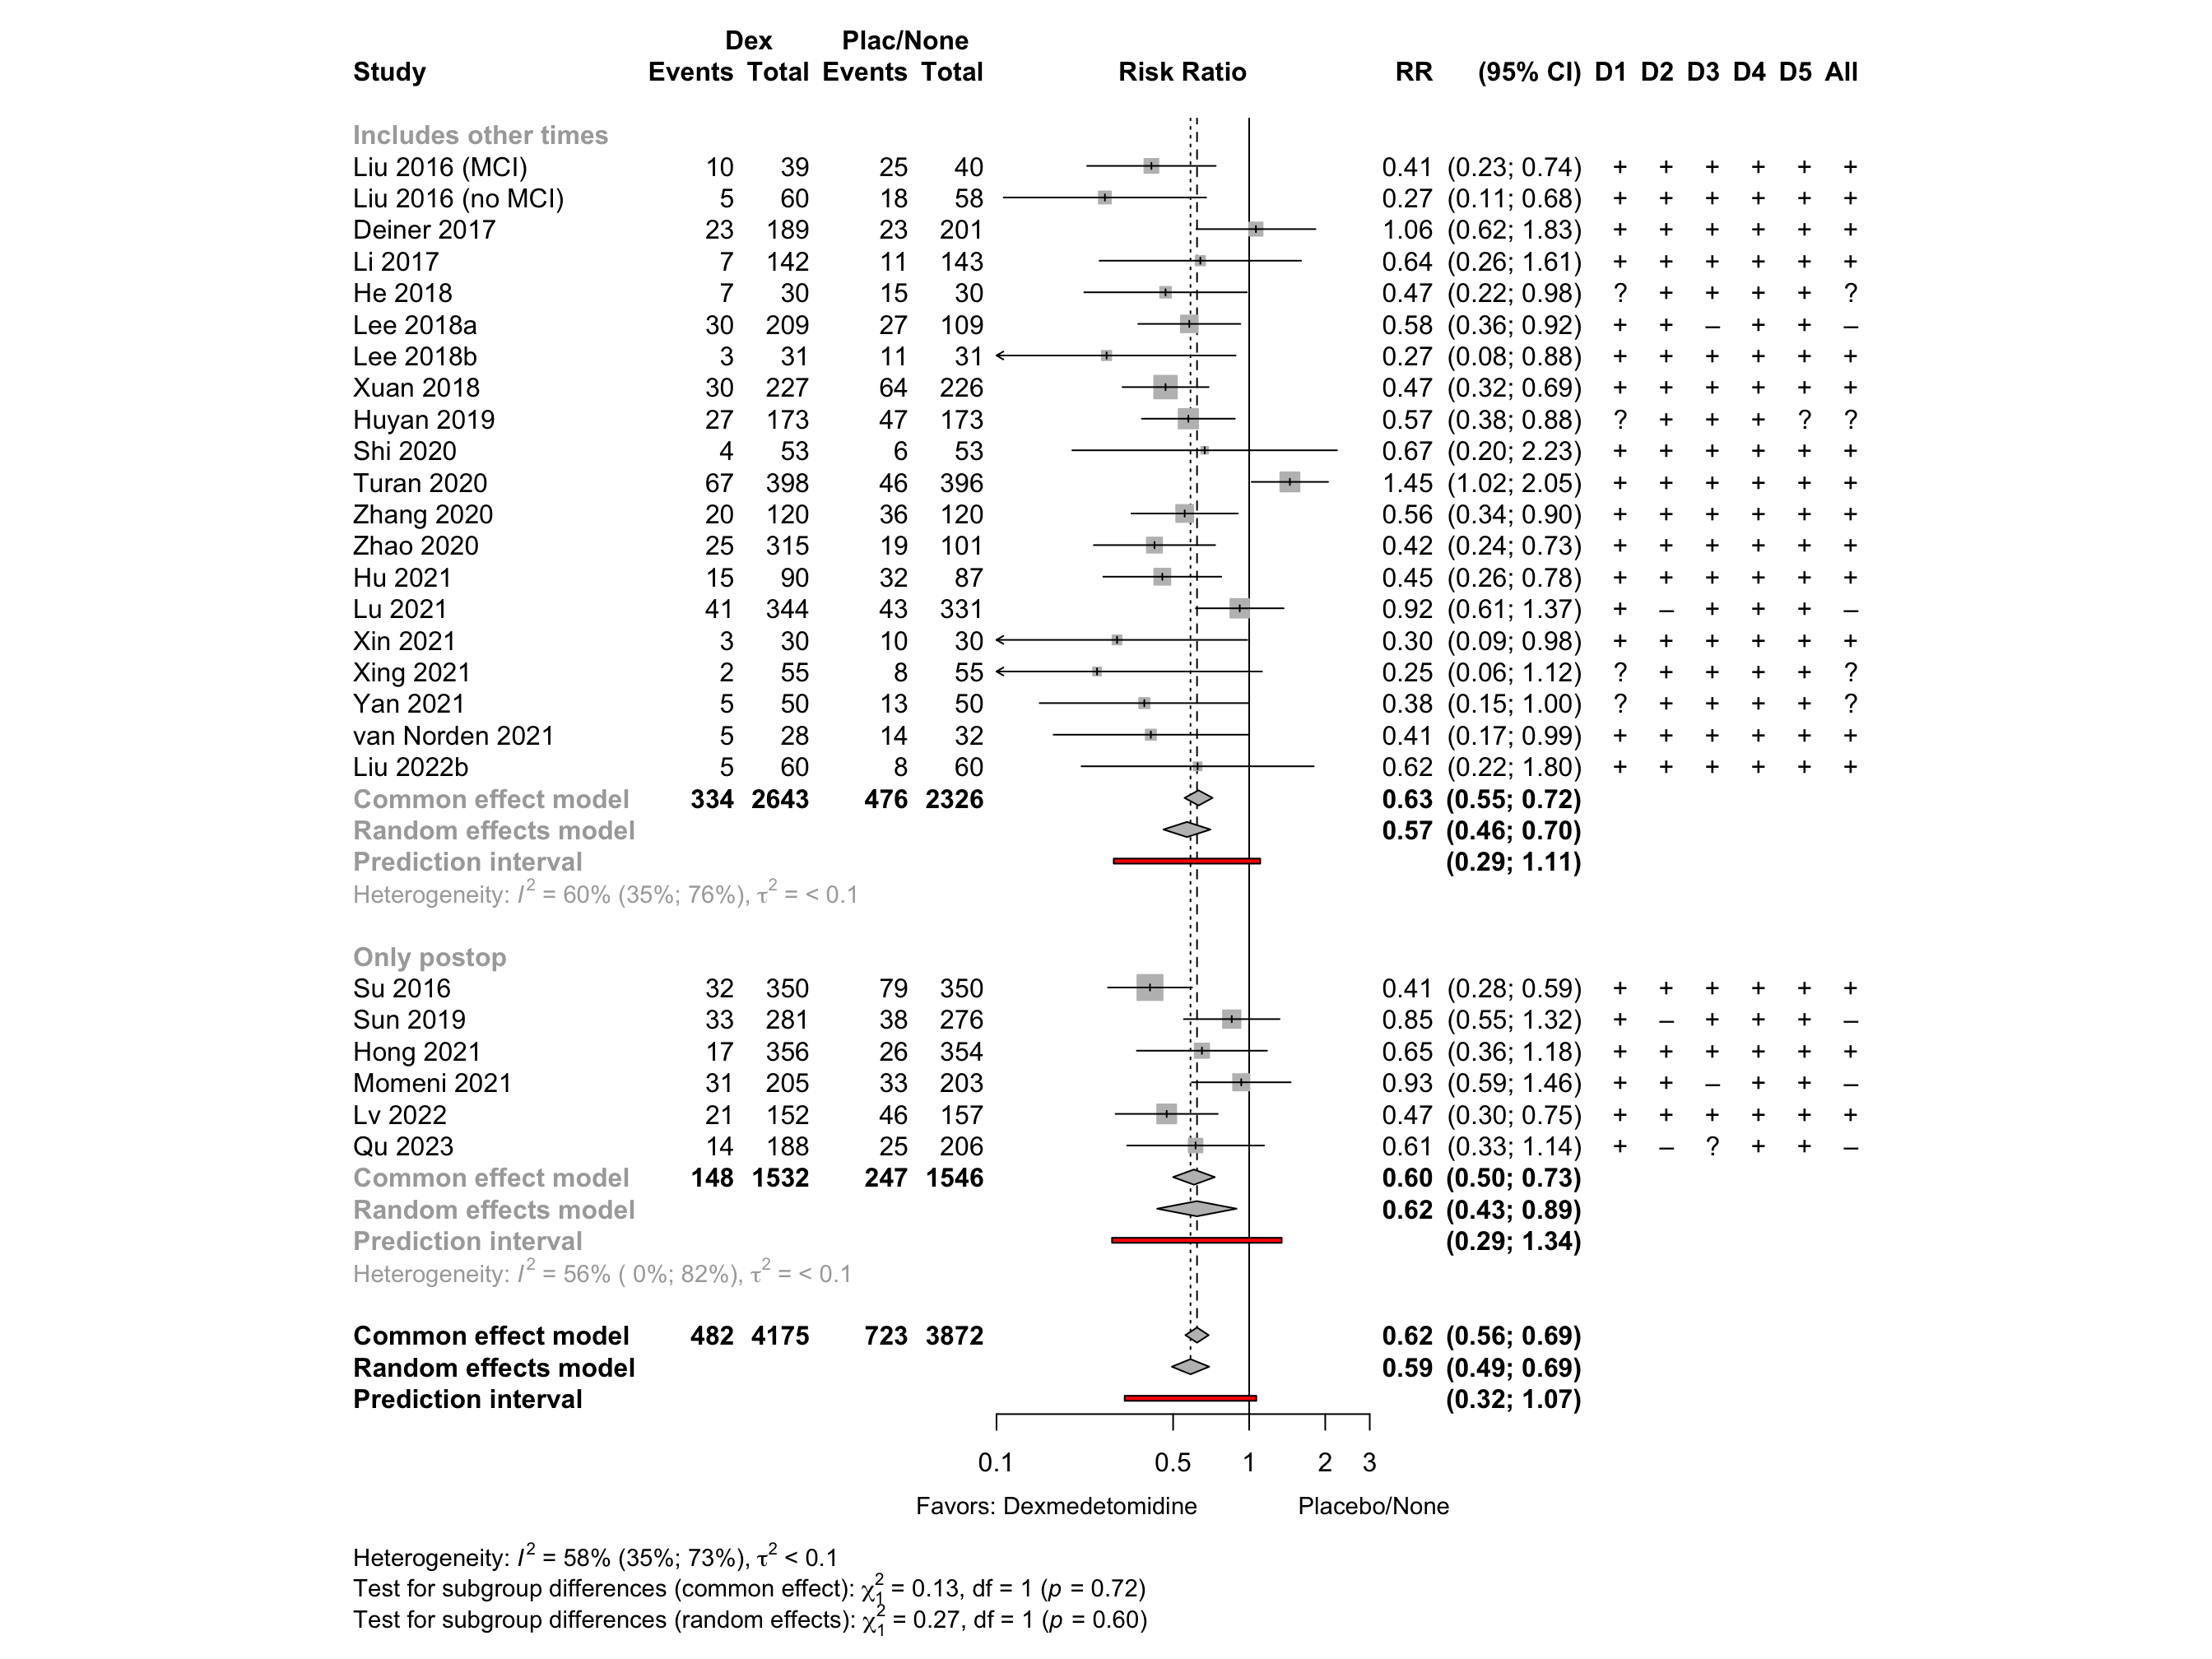 Dex Plac/None
Study Events Total Events Total Risk Ratio RR (95% CI) D1 D2 D3 D4 D5 All
Includes other times
Liu 2016 (MCI) 10 39 25 40 0.41 (0.23; 0.74) + + + + + +
Liu 2016 (no MCI) 5 60 18 58 0.27 (0.11; 0.68) + + + + + +
Deiner 2017 23 189 23 201 1.06 (0.62; 1.83) + + + + + +
Li 2017 7 142 11 143 0.64 (0.26; 1.61) + + + + + +
He 2018 7 30 15 30 0.47 (0.22; 0.98) ? + + + + ?
Lee 2018a 30 209 27 109 0.58 (0.36; 0.92) + + – + + –
Lee 2018b 3 31 11 31 0.27 (0.08; 0.88) + + + + + +
Xuan 2018 30 227 64 226 0.47 (0.32; 0.69) + + + + + +
Huyan 2019 27 173 47 173 0.57 (0.38; 0.88) ? + + + ? ?
Shi 2020 4 53 6 53 0.67 (0.20; 2.23) + + + + + +
Turan 2020 67 398 46 396 1.45 (1.02; 2.05) + + + + + +
Zhang 2020 20 120 36 120 0.56 (0.34; 0.90) + + + + + +
Zhao 2020 25 315 19 101 0.42 (0.24; 0.73) + + + + + +
Hu 2021 15 90 32 87 0.45 (0.26; 0.78) + + + + + +
Lu 2021 41 344 43 331 0.92 (0.61; 1.37) + – + + + –
Xin 2021 3 30 10 30 0.30 (0.09; 0.98) + + + + + +
Xing 2021 2 55 8 55 0.25 (0.06; 1.12) ? + + + + ?
Yan 2021 5 50 13 50 0.38 (0.15; 1.00) ? + + + + ?
van Norden 2021 5 28 14 32 0.41 (0.17; 0.99) + + + + + +
Liu 2022b 5 60 8 60 0.62 (0.22; 1.80) + + + + + +
Common effect model 334 2643 476 2326 0.63 (0.55; 0.72)
Random effects model 0.57 (0.46; 0.70)
Prediction interval (0.29; 1.11)
Heterogeneity: I² = 60% (35%; 76%), τ² = < 0.1
Only postop
Su 2016 32 350 79 350 0.41 (0.28; 0.59) + + + + + +
Sun 2019 33 281 38 276 0.85 (0.55; 1.32) + – + + + –
Hong 2021 17 356 26 354 0.65 (0.36; 1.18) + + + + + +
Momeni 2021 31 205 33 203 0.93 (0.59; 1.46) + + – + + –
Lv 2022 21 152 46 157 0.47 (0.30; 0.75) + + + + + +
Qu 2023 14 188 25 206 0.61 (0.33; 1.14) + – ? + + –
Common effect model 148 1532 247 1546 0.60 (0.50; 0.73)
Random effects model 0.62 (0.43; 0.89)
Prediction interval (0.29; 1.34)
Heterogeneity: I² = 56% ( 0%; 82%), τ² = < 0.1
Common effect model 482 4175 723 3872 0.62 (0.56; 0.69)
Random effects model 0.59 (0.49; 0.69)
Prediction interval (0.32; 1.07)
0.1 0.5 1 2 3
Favors: Dexmedetomidine Placebo/None
Heterogeneity: I² = 58% (35%; 73%), τ² < 0.1
Test for subgroup differences (common effect): χ₁² = 0.13, df = 1 (p = 0.72)
Test for subgroup differences (random effects): χ₁² = 0.27, df = 1 (p = 0.60)